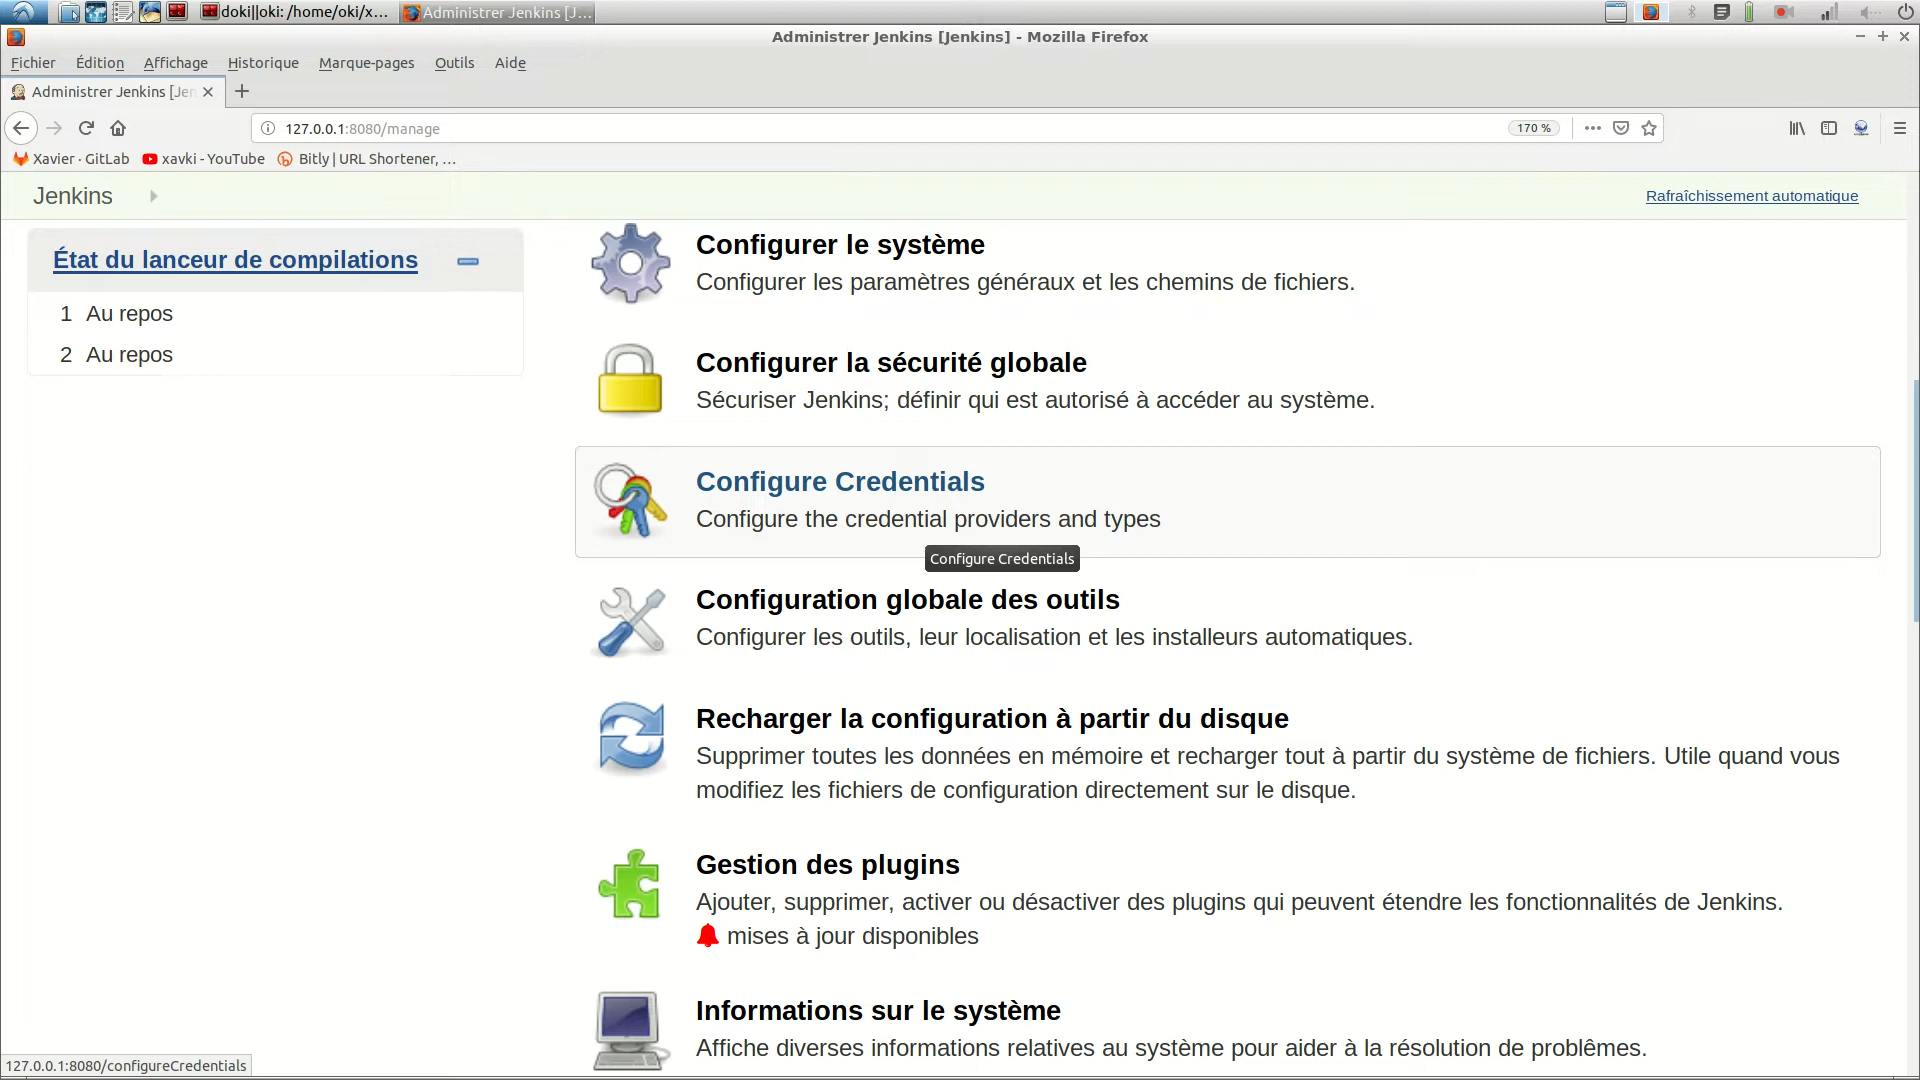 doki||oki: /home/oki/x...
Administrer Jenkins [J...
Administrer Jenkins [Jenkins] - Mozilla Firefox
Fichier Édition Affichage Historique Marque-pages Outils Aide
Administrer Jenkins [Jen
127.0.0.1:8080/manage
170 %
Xavier · GitLab
xavki - YouTube
Bitly | URL Shortener, ...
Jenkins
Rafraîchissement automatique
État du lanceur de compilations
1 Au repos
2 Au repos
Configurer le système
Configurer les paramètres généraux et les chemins de fichiers.
Configurer la sécurité globale
Sécuriser Jenkins; définir qui est autorisé à accéder au système.
Configure Credentials
Configure the credential providers and types
Configure Credentials
Configuration globale des outils
Configurer les outils, leur localisation et les installeurs automatiques.
Recharger la configuration à partir du disque
Supprimer toutes les données en mémoire et recharger tout à partir du système de fichiers. Utile quand vous
modifiez les fichiers de configuration directement sur le disque.
Gestion des plugins
Ajouter, supprimer, activer ou désactiver des plugins qui peuvent étendre les fonctionnalités de Jenkins.
mises à jour disponibles
Informations sur le système
Affiche diverses informations relatives au système pour aider à la résolution de problêmes.
127.0.0.1:8080/configureCredentials